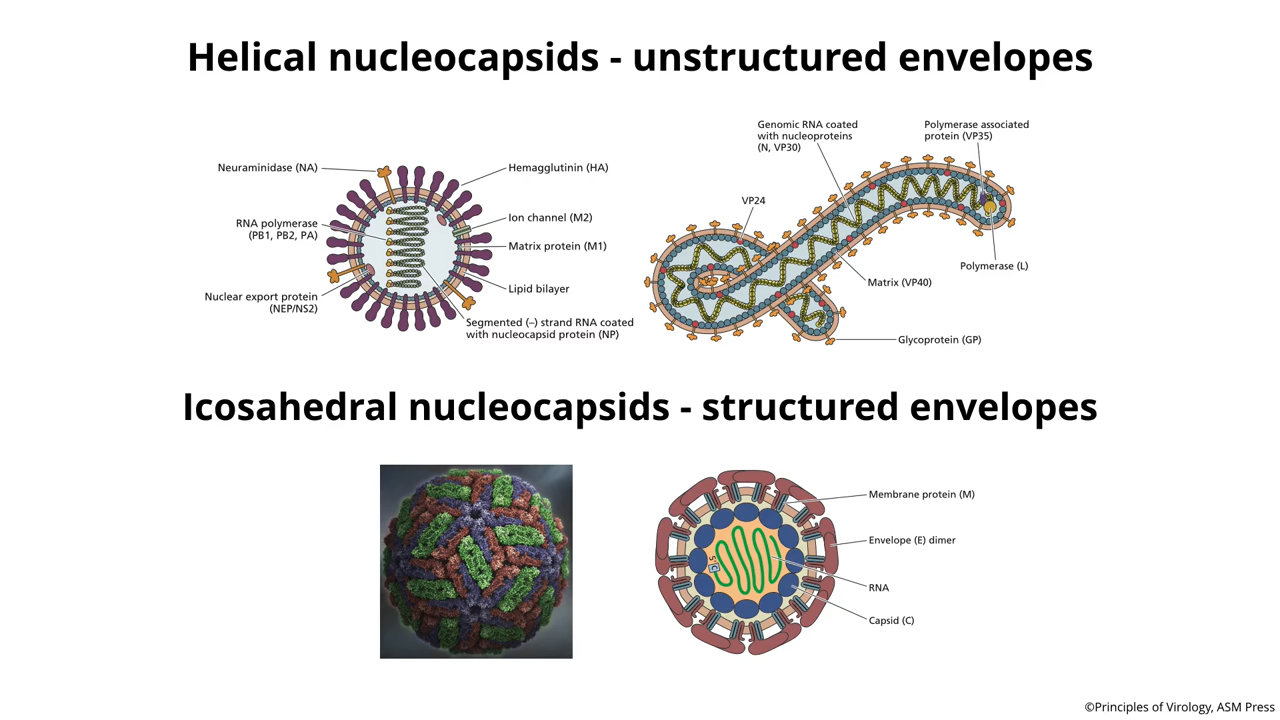 Helical nucleocapsids - unstructured envelopes
Neuraminidase (NA)
RNA polymerase
(PB1, PB2, PA)
Nuclear export protein
(NEP/NS2)
Hemagglutinin (HA)
Ion channel (M2)
Matrix protein (M1)
Lipid bilayer
Segmented (–) strand RNA coated
with nucleocapsid protein (NP)
Genomic RNA coated
with nucleoproteins
(N, VP30)
Polymerase associated
protein (VP35)
VP24
Polymerase (L)
Matrix (VP40)
Glycoprotein (GP)
Icosahedral nucleocapsids - structured envelopes
Membrane protein (M)
Envelope (E) dimer
RNA
Capsid (C)
5'C
©Principles of Virology, ASM Press